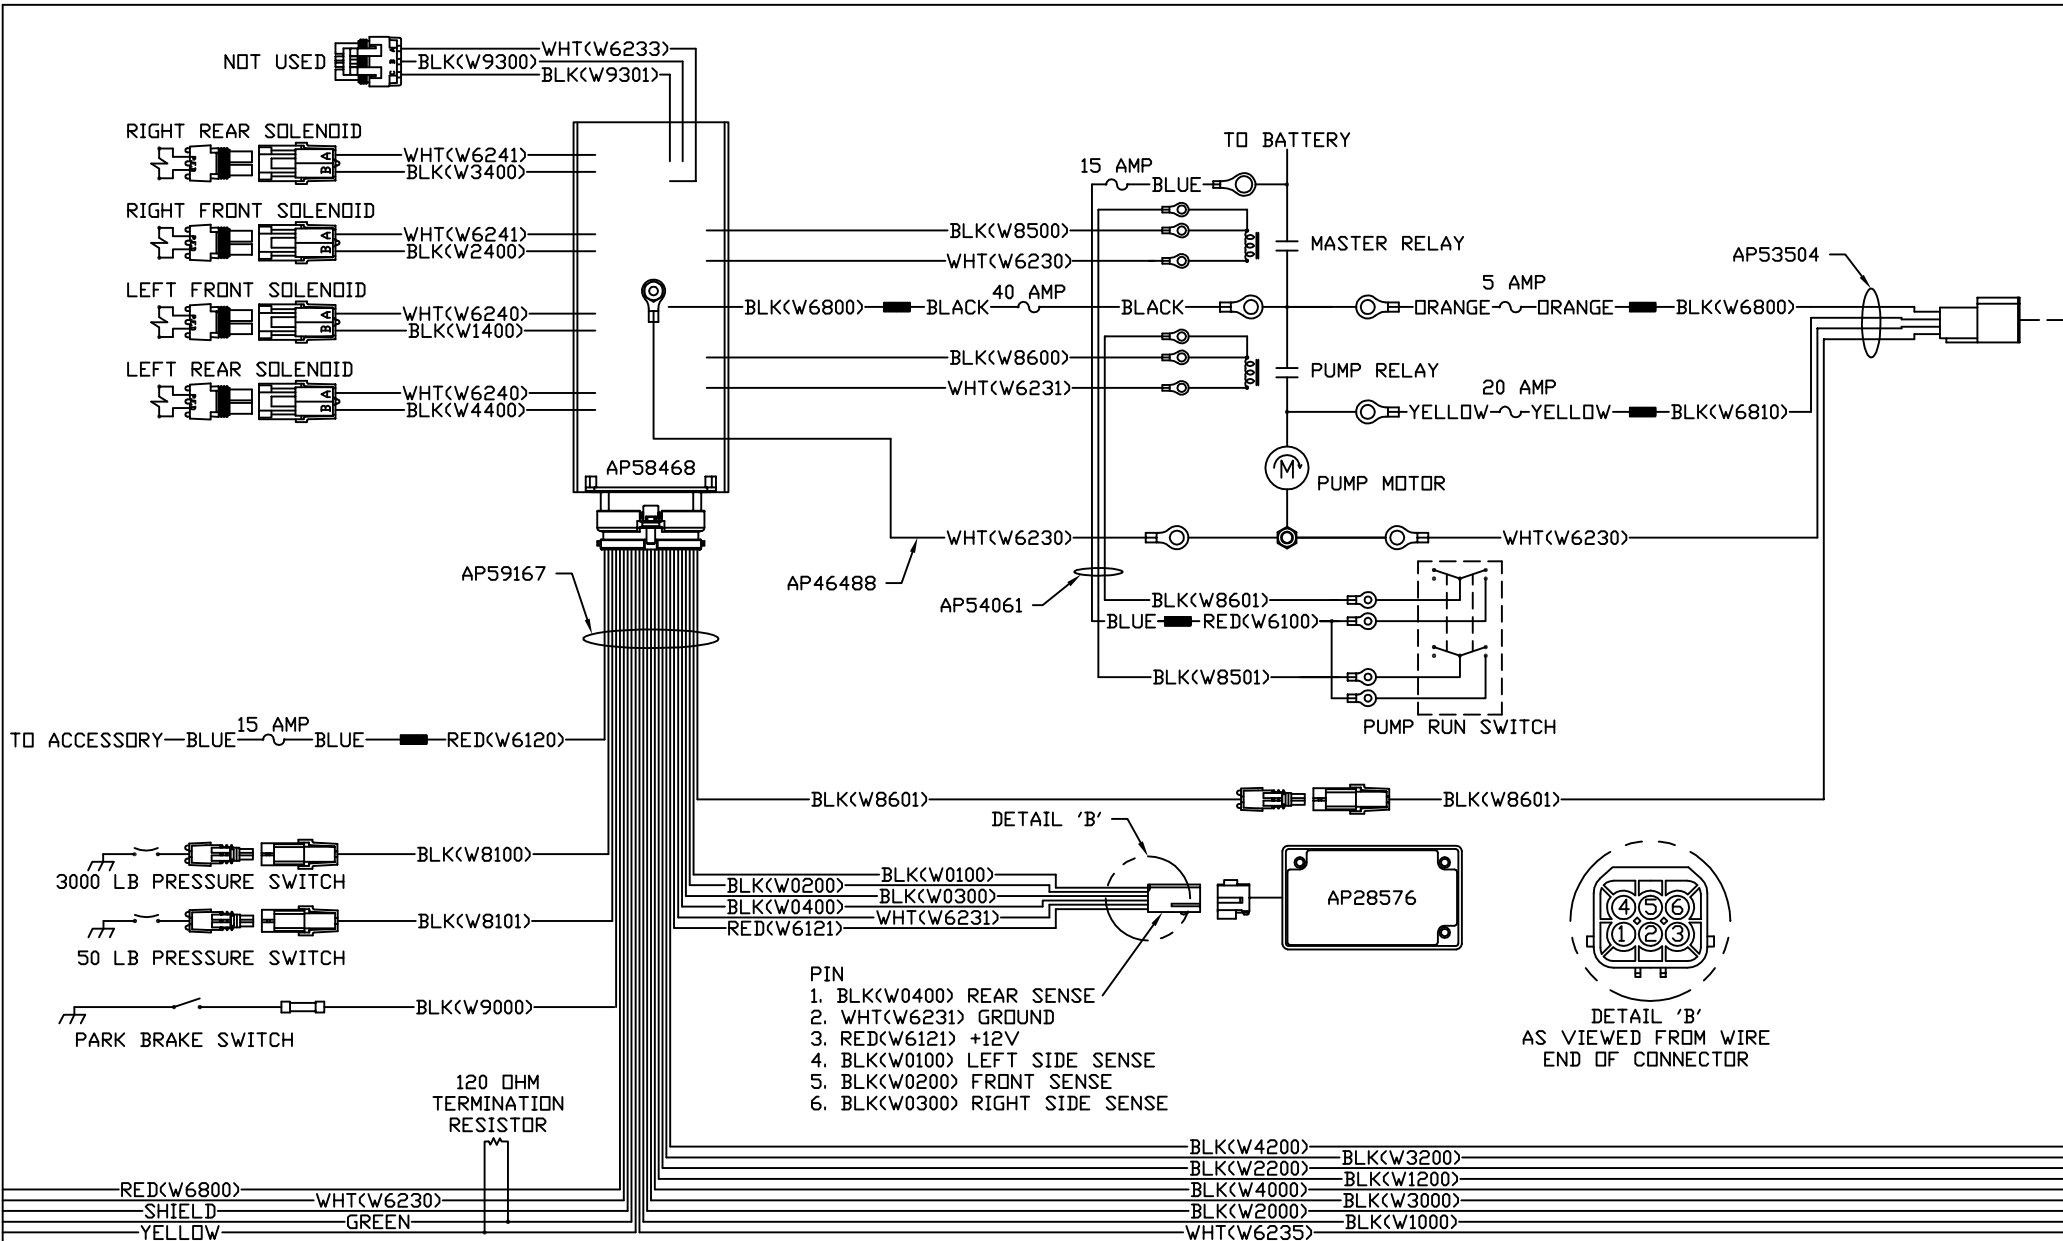 NOT USED
WHT(W6233)
BLK(W9300)
BLK(W9301)
RIGHT REAR SOLENOID
A
B
WHT(W6241)
BLK(W3400)
RIGHT FRONT SOLENOID
A
B
WHT(W6241)
BLK(W2400)
LEFT FRONT SOLENOID
A
B
WHT(W6240)
BLK(W1400)
LEFT REAR SOLENOID
A
B
WHT(W6240)
BLK(W4400)
AP58468
TO BATTERY
15 AMP
BLUE
BLK(W8500)
WHT(W6230)
MASTER RELAY
BLK(W6800)
BLACK
40 AMP
BLACK
5 AMP
ORANGE
ORANGE
BLK(W6800)
AP53504
BLK(W8600)
WHT(W6231)
PUMP RELAY
20 AMP
YELLOW
YELLOW
BLK(W6810)
M
PUMP MOTOR
WHT(W6230)
WHT(W6230)
AP59167
AP46488
AP54061
BLK(W8601)
BLUE
RED(W6100)
BLK(W8501)
PUMP RUN SWITCH
TO ACCESSORY
BLUE
15 AMP
BLUE
RED(W6120)
BLK(W8601)
BLK(W8601)
DETAIL 'B'
BLK(W8100)
3000 LB PRESSURE SWITCH
BLK(W8101)
50 LB PRESSURE SWITCH
BLK(W9000)
PARK BRAKE SWITCH
BLK(W0100)
BLK(W0200)
BLK(W0300)
BLK(W0400)
WHT(W6231)
RED(W6121)
AP28576
PIN
1. BLK(W0400) REAR SENSE
2. WHT(W6231) GROUND
3. RED(W6121) +12V
4. BLK(W0100) LEFT SIDE SENSE
5. BLK(W0200) FRONT SENSE
6. BLK(W0300) RIGHT SIDE SENSE
4 5 6
1 2 3
DETAIL 'B'
AS VIEWED FROM WIRE
END OF CONNECTOR
120 OHM
TERMINATION
RESISTOR
RED(W6800)
WHT(W6230)
SHIELD
GREEN
YELLOW
BLK(W4200)
BLK(W3200)
BLK(W2200)
BLK(W1200)
BLK(W4000)
BLK(W3000)
BLK(W2000)
BLK(W1000)
WHT(W6235)